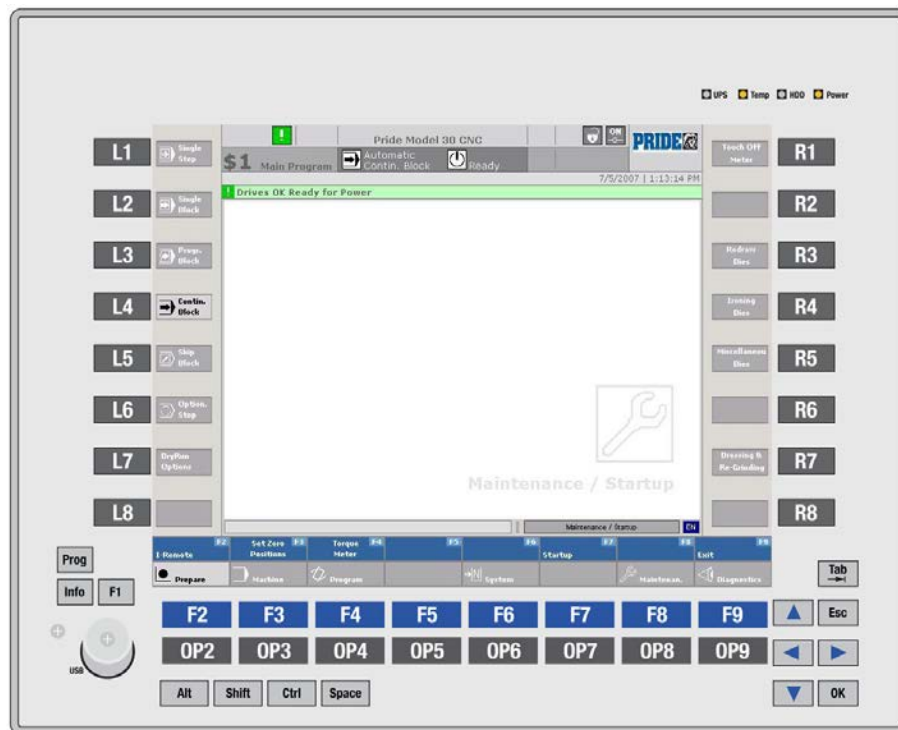 UPS Temp HDD Power
L1
L2
L3
L4
L5
L6
L7
L8
Single
Step
Single
Block
Prog.
Block
Contin.
Block
Skip
Block
Option.
Stop
DryRun
Options
!
Pride Model 30 CNC
ON
PRIDE
$1 Main Program
Automatic
Contin. Block
Ready
7/5/2007 | 1:13:14 PM
! Drives OK Ready for Power
Maintenance / Startup
Maintenance / Startup
EN
Touch Off
Meter
Redraw
Dies
Ironing
Dies
Miscellaneou
Dies
Dressing &
Re-Grinding
R1
R2
R3
R4
R5
R6
R7
R8
I-Remote F2
Set Zero F3
Positions
Torque F4
Meter
F5
F6
Startup F7
F8
Exit F9
Prepare
Machine
Program
System
Maintenan.
Diagnostics
Prog
Info
F1
USB
F2 F3 F4 F5 F6 F7 F8 F9
OP2 OP3 OP4 OP5 OP6 OP7 OP8 OP9
Alt Shift Ctrl Space
Tab
Esc
OK